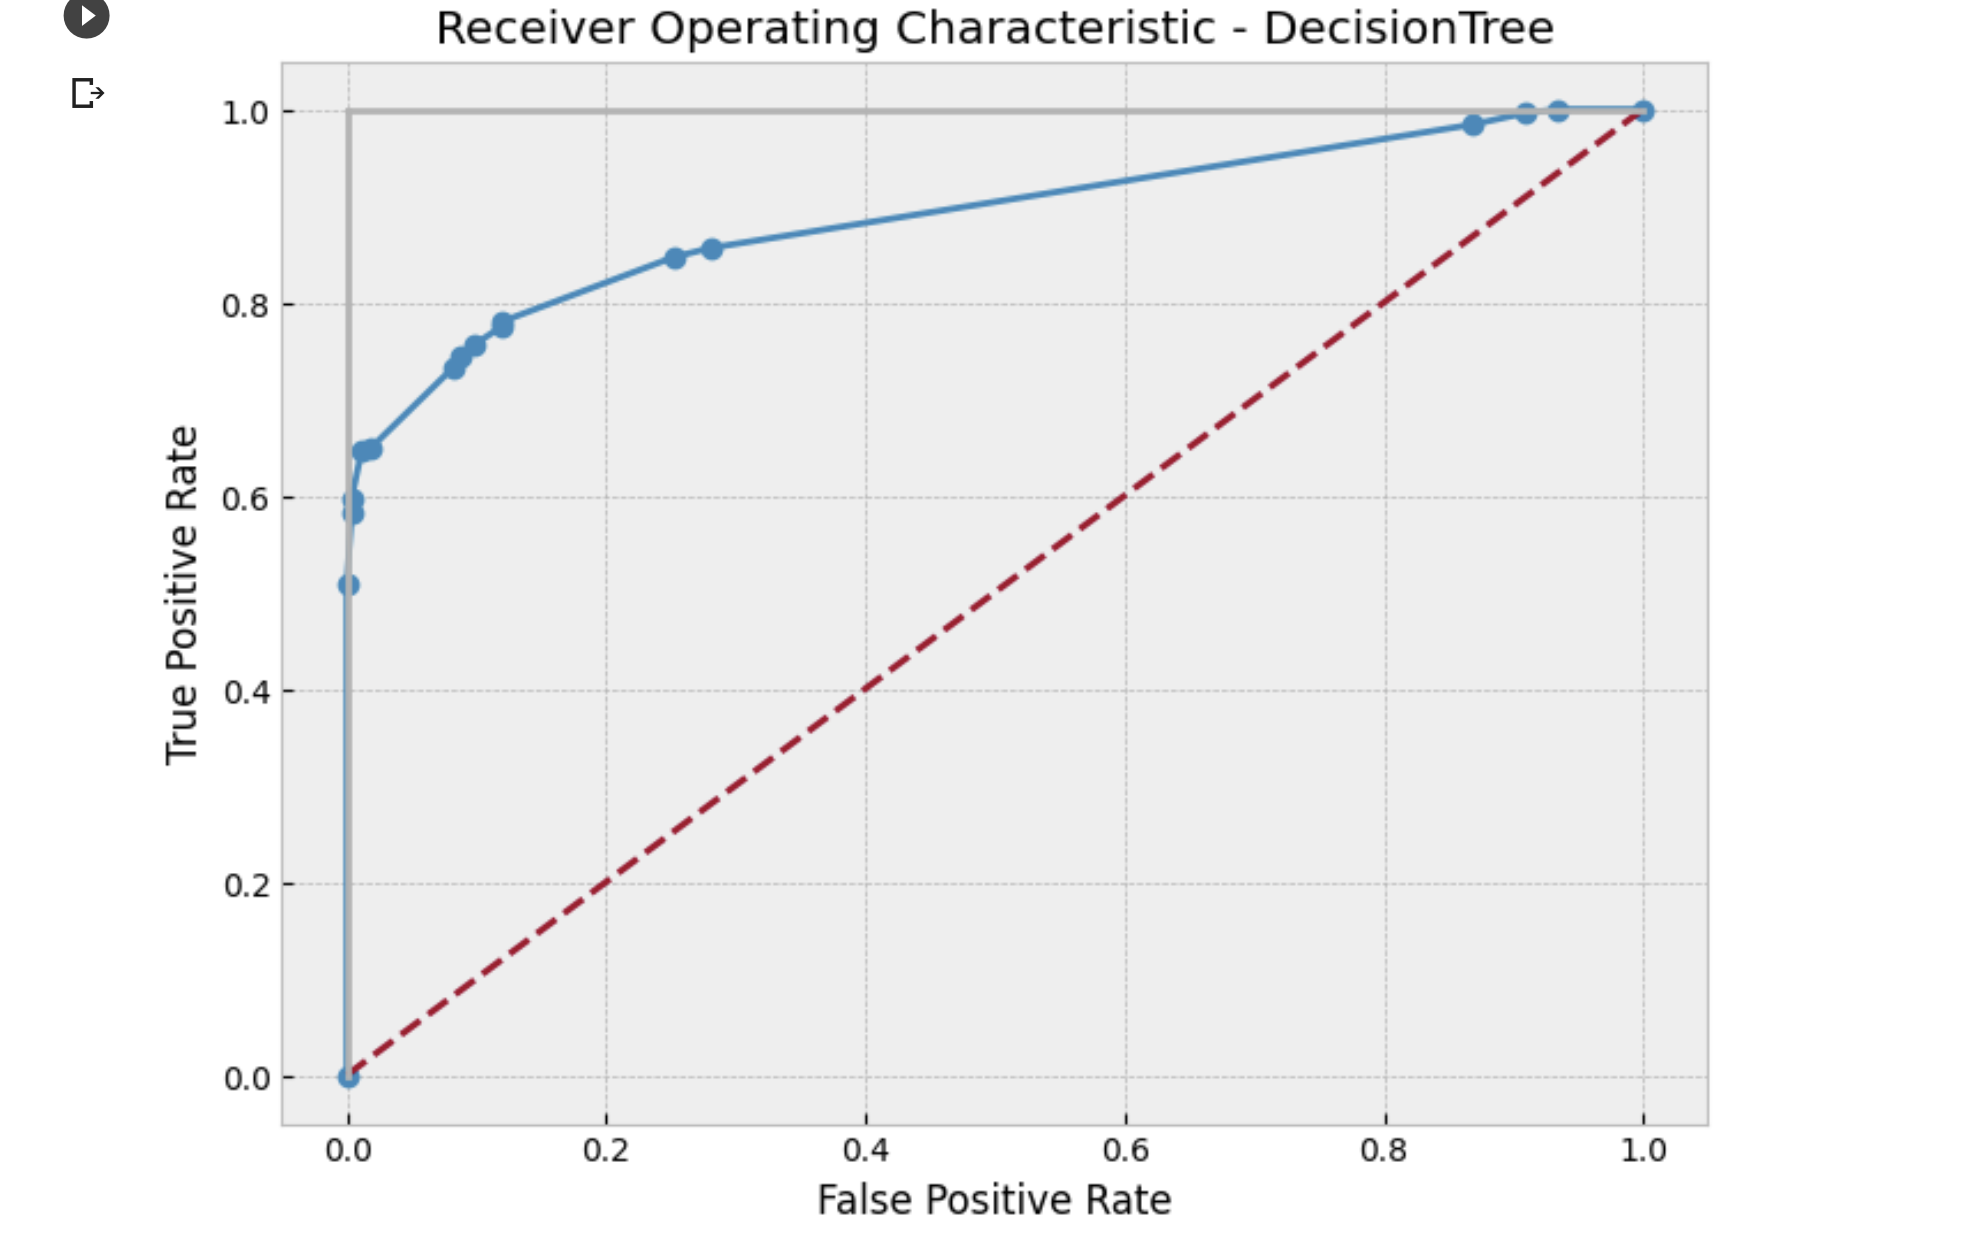 Receiver Operating Characteristic - DecisionTree
1.0
0.8
0.6
0.4
0.2
0.0
True Positive Rate
0.0 0.2 0.4 0.6 0.8 1.0
False Positive Rate